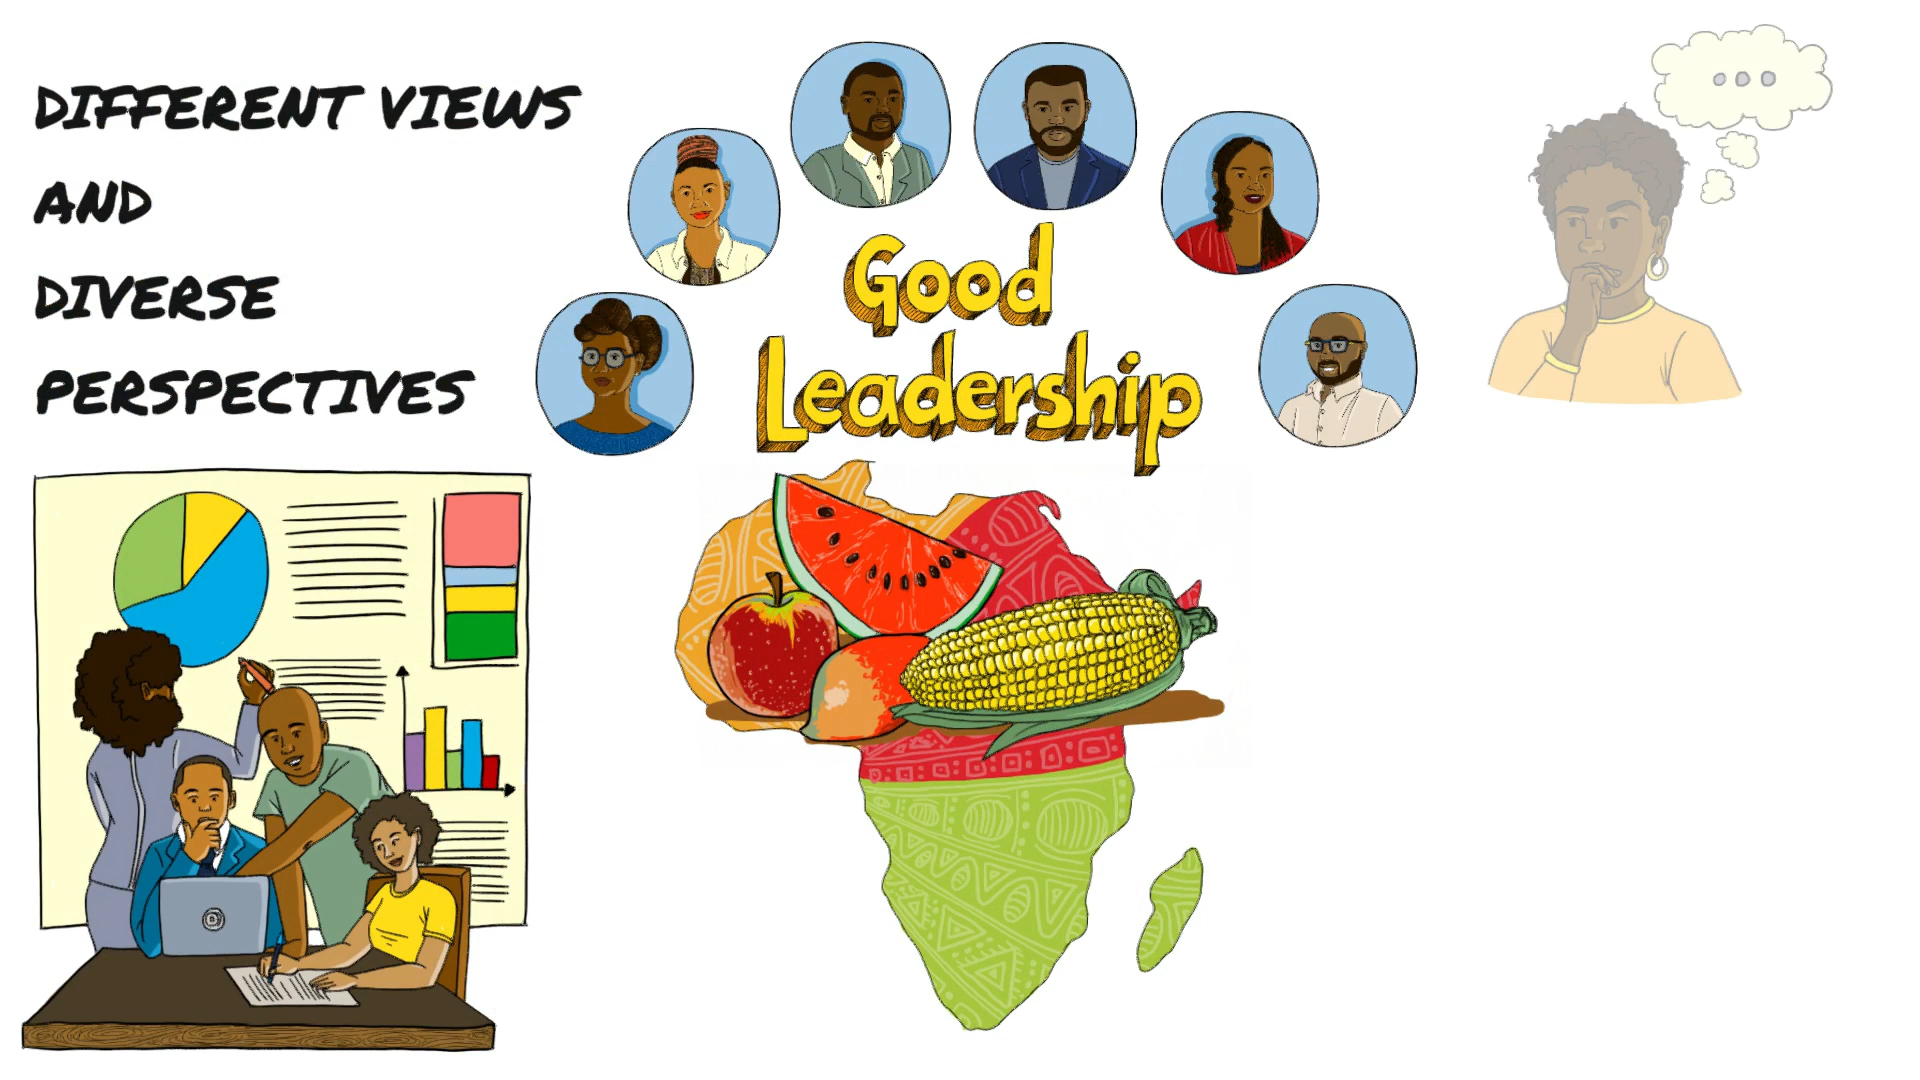 DIFFERENT VIEWS
AND
DIVERSE
PERSPECTIVES
Good
Leadership